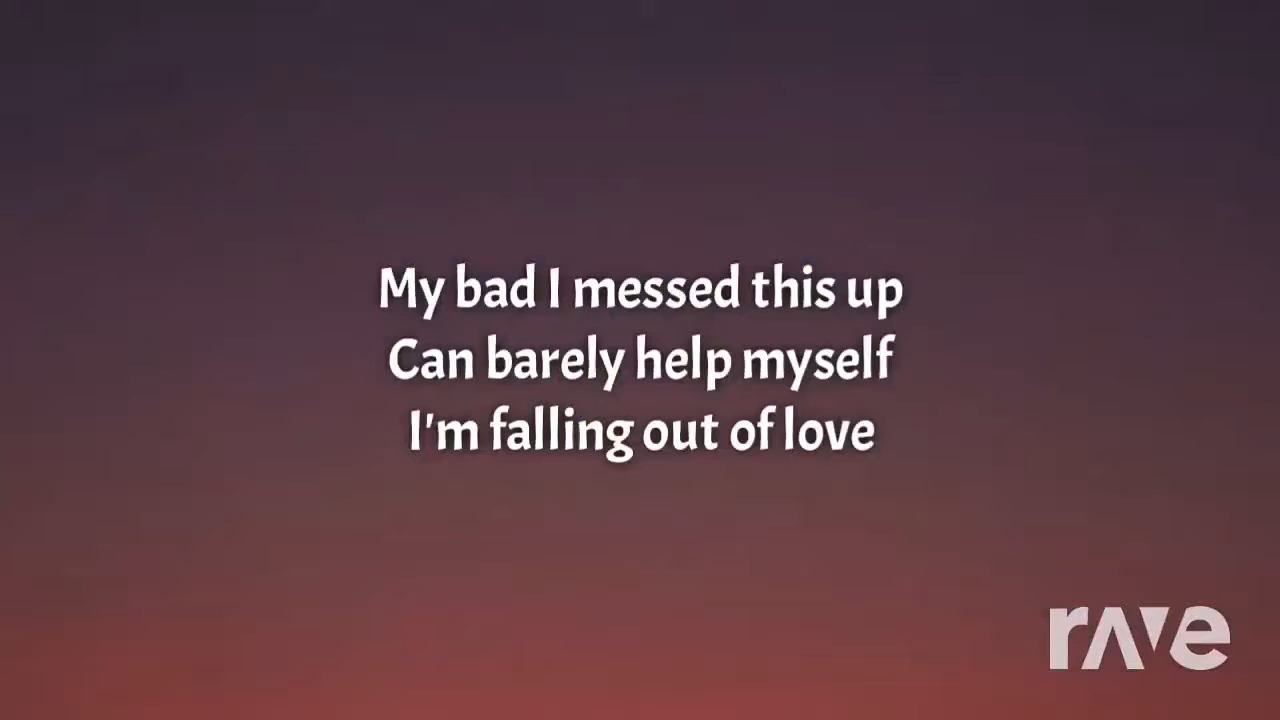 My bad I messed this up
Can barely help myself
I'm falling out of love
rave